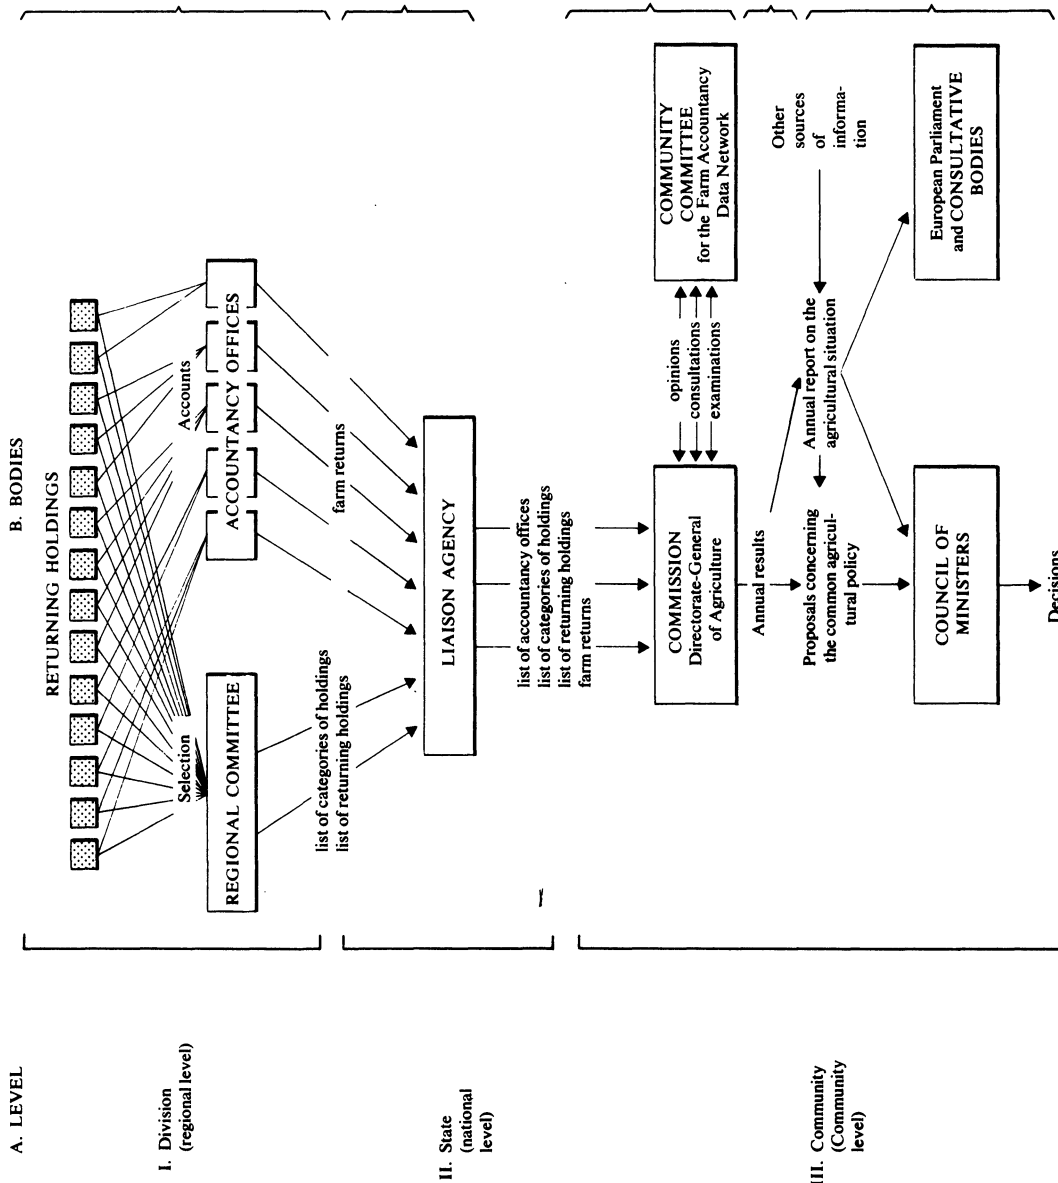 A. LEVEL
B. BODIES
I. Division
(regional level)
RETURNING HOLDINGS
Selection
Accounts
REGIONAL COMMITTEE
ACCOUNTANCY OFFICES
list of categories of holdings
list of returning holdings
farm returns
II. State
(national
level)
LIAISON AGENCY
list of accountancy offices
list of categories of holdings
list of returning holdings
farm returns
III. Community
(Community
level)
COMMISSION
Directorate-General
of Agriculture
opinions
consultations
examinations
COMMUNITY
COMMITTEE
for the Farm Accountancy
Data Network
Annual results
Other
sources
of
informa-
tion
Proposals concerning
the common agricul-
tural policy
Annual report on the
agricultural situation
COUNCIL OF
MINISTERS
European Parliament
and CONSULTATIVE
BODIES
Decisions